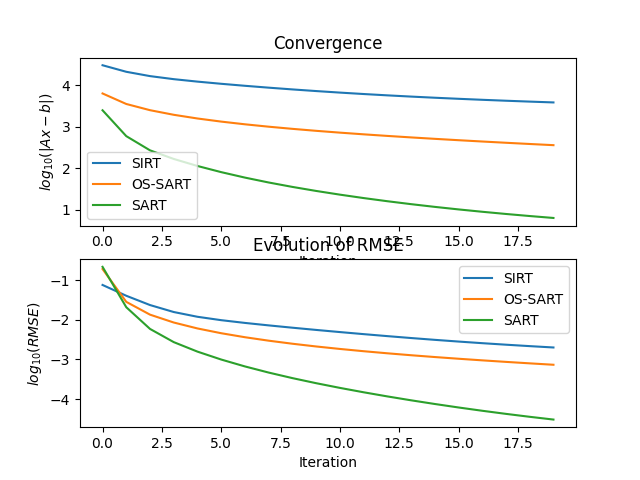 Convergence
log₁₀(|Ax − b|)
4
3
2
1
SIRT
OS-SART
SART
0.0 2.5 5.0 7.5 10.0 12.5 15.0 17.5
Iteration
Evolution of RMSE
log₁₀(RMSE)
−1
−2
−3
−4
SIRT
OS-SART
SART
0.0 2.5 5.0 7.5 10.0 12.5 15.0 17.5
Iteration